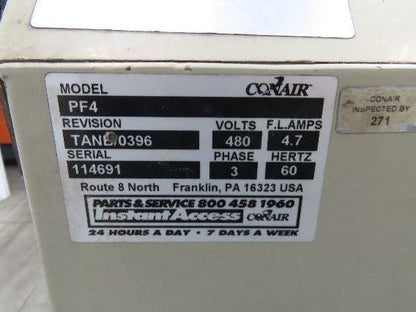 MODEL CONAIR
PF4
REVISION VOLTS F.L.AMPS
480 4.7
SERIAL PHASE HERTZ
114691 3 60
Route 8 North Franklin, PA 16323 USA
PARTS & SERVICE 800 458 1960
InstantAccess CONAIR
24 HOURS A DAY • 7 DAYS A WEEK
CONAIR
INSPECTED BY
271